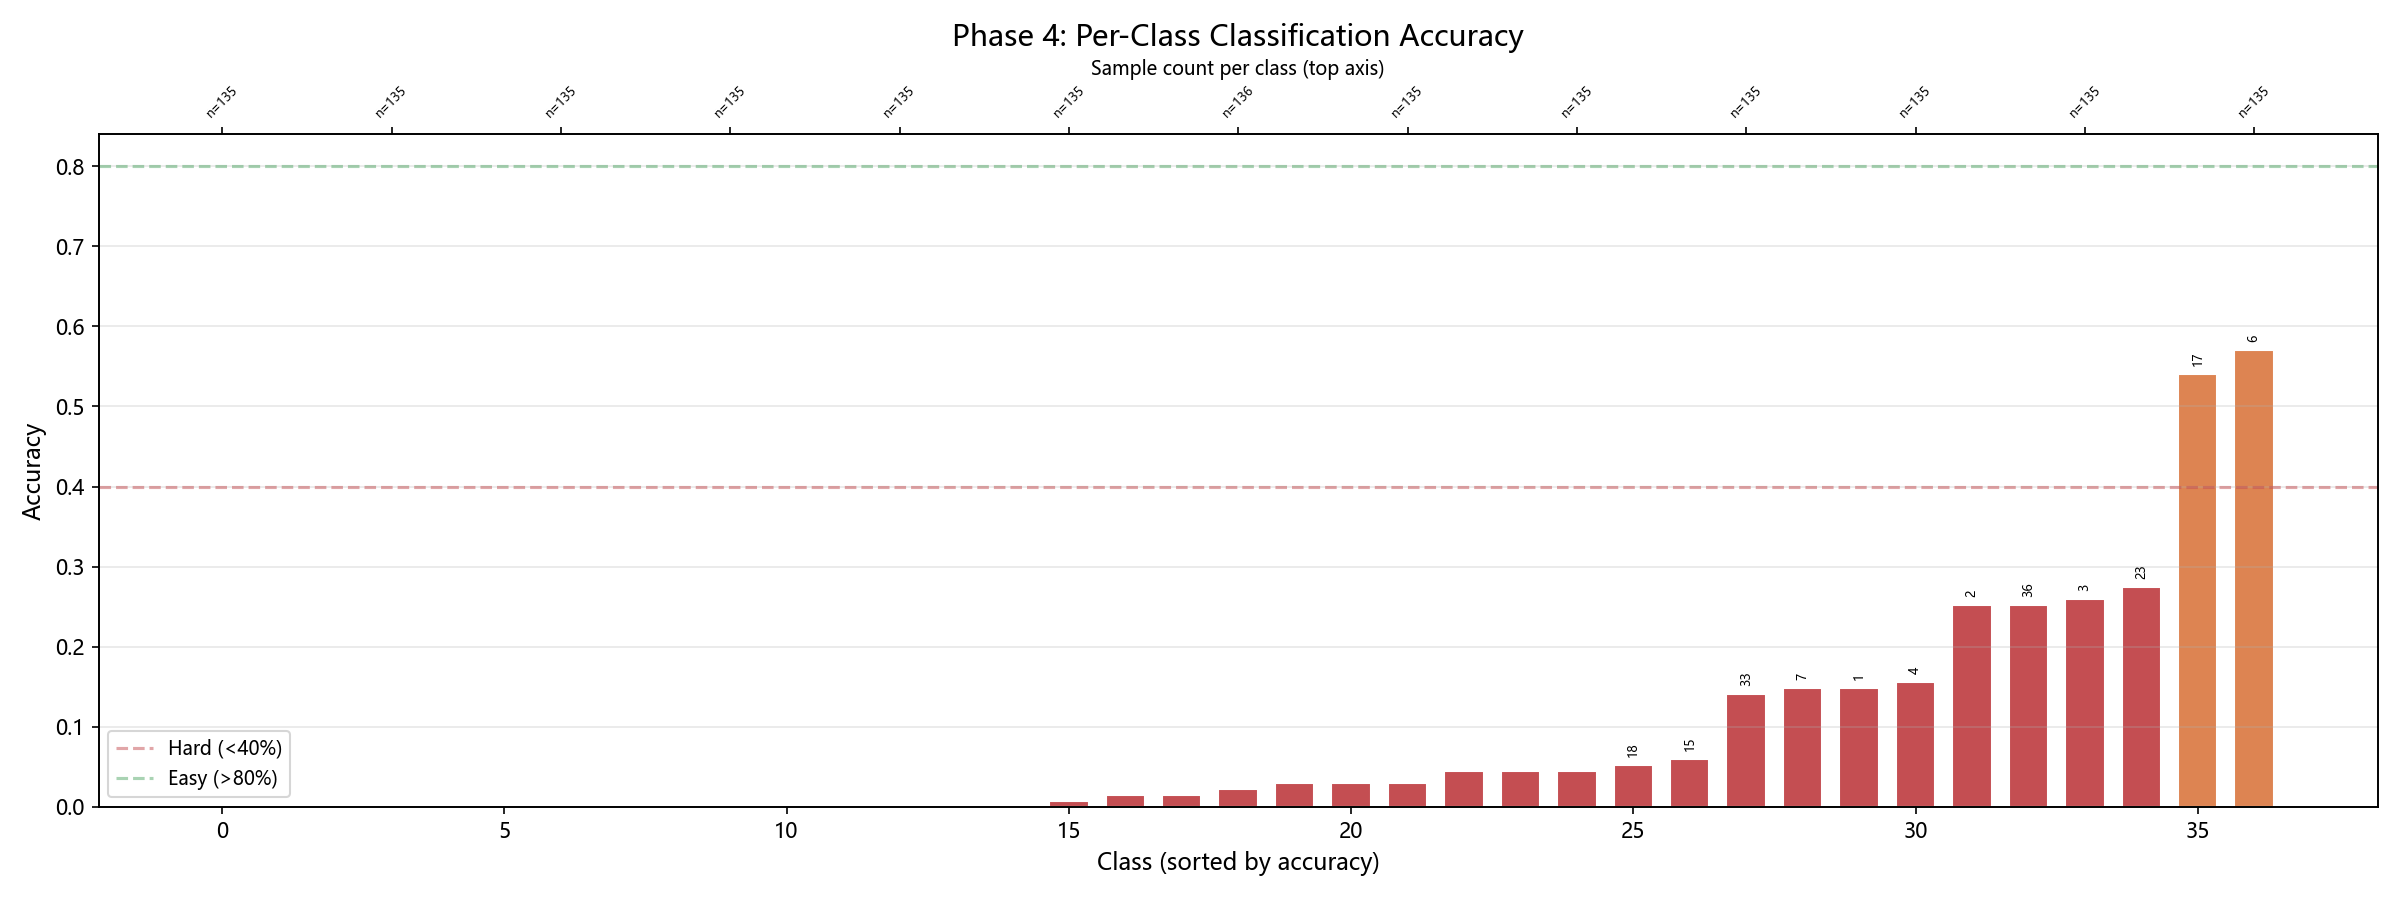 Phase 4: Per-Class Classification Accuracy
Sample count per class (top axis)
n=135 n=135 n=135 n=135 n=135 n=135 n=136 n=135 n=135 n=135 n=135 n=135 n=135
0.8
0.7
0.6
0.5
0.4
0.3
0.2
0.1
0.0
Accuracy
18 15 33 7 1 4 2 36 3 23 17 6
Hard (<40%)
Easy (>80%)
0 5 10 15 20 25 30 35
Class (sorted by accuracy)